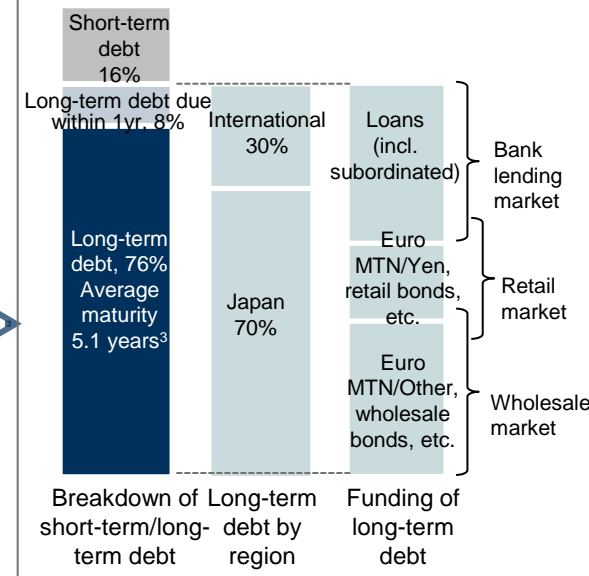 Short-term
debt
16%
Long-term debt due
within 1yr, 8%
Long-term
debt, 76%
Average
maturity
5.1 years³
International
30%
Japan
70%
Loans
(incl.
subordinated)
Euro
MTN/Yen,
retail bonds,
etc.
Euro
MTN/Other,
wholesale
bonds, etc.
Bank
lending
market
Retail
market
Wholesale
market
Breakdown of
short-term/long-
term debt
Long-term
debt by
region
Funding of
long-term
debt